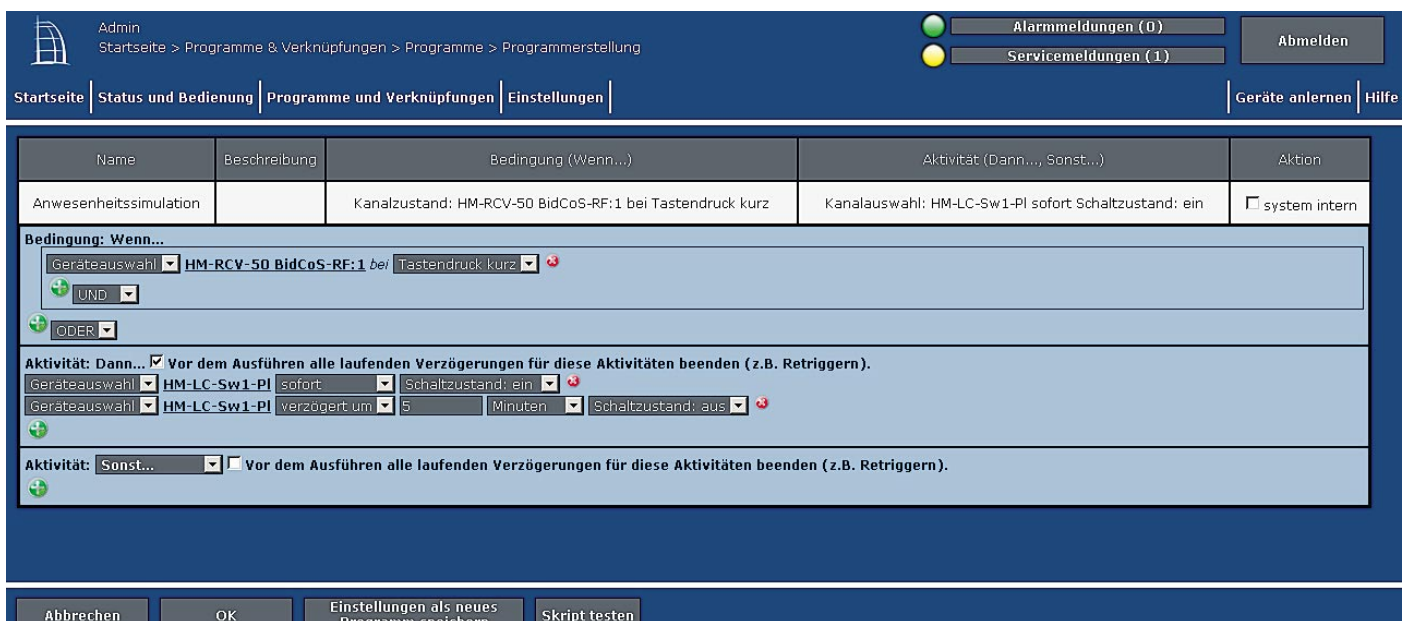 Admin
Startseite > Programme & Verknüpfungen > Programme > Programmerstellung
Alarmmeldungen (0)
Servicemeldungen (1)
Abmelden
Startseite Status und Bedienung Programme und Verknüpfungen Einstellungen Geräte anlernen Hilfe
Name Beschreibung Bedingung (Wenn...) Aktivität (Dann..., Sonst...) Aktion
Anwesenheitssimulation Kanalzustand: HM-RCV-50 BidCoS-RF:1 bei Tastendruck kurz Kanalauswahl: HM-LC-Sw1-Pl sofort Schaltzustand: ein system intern
Bedingung: Wenn...
Geräteauswahl HM-RCV-50 BidCoS-RF:1 bei Tastendruck kurz
UND
ODER
Aktivität: Dann... Vor dem Ausführen alle laufenden Verzögerungen für diese Aktivitäten beenden (z.B. Retriggern).
Geräteauswahl HM-LC-Sw1-Pl sofort Schaltzustand: ein
Geräteauswahl HM-LC-Sw1-Pl verzögert um 5 Minuten Schaltzustand: aus
Aktivität: Sonst... Vor dem Ausführen alle laufenden Verzögerungen für diese Aktivitäten beenden (z.B. Retriggern).
Abbrechen OK Einstellungen als neues Programm speichern Skript testen